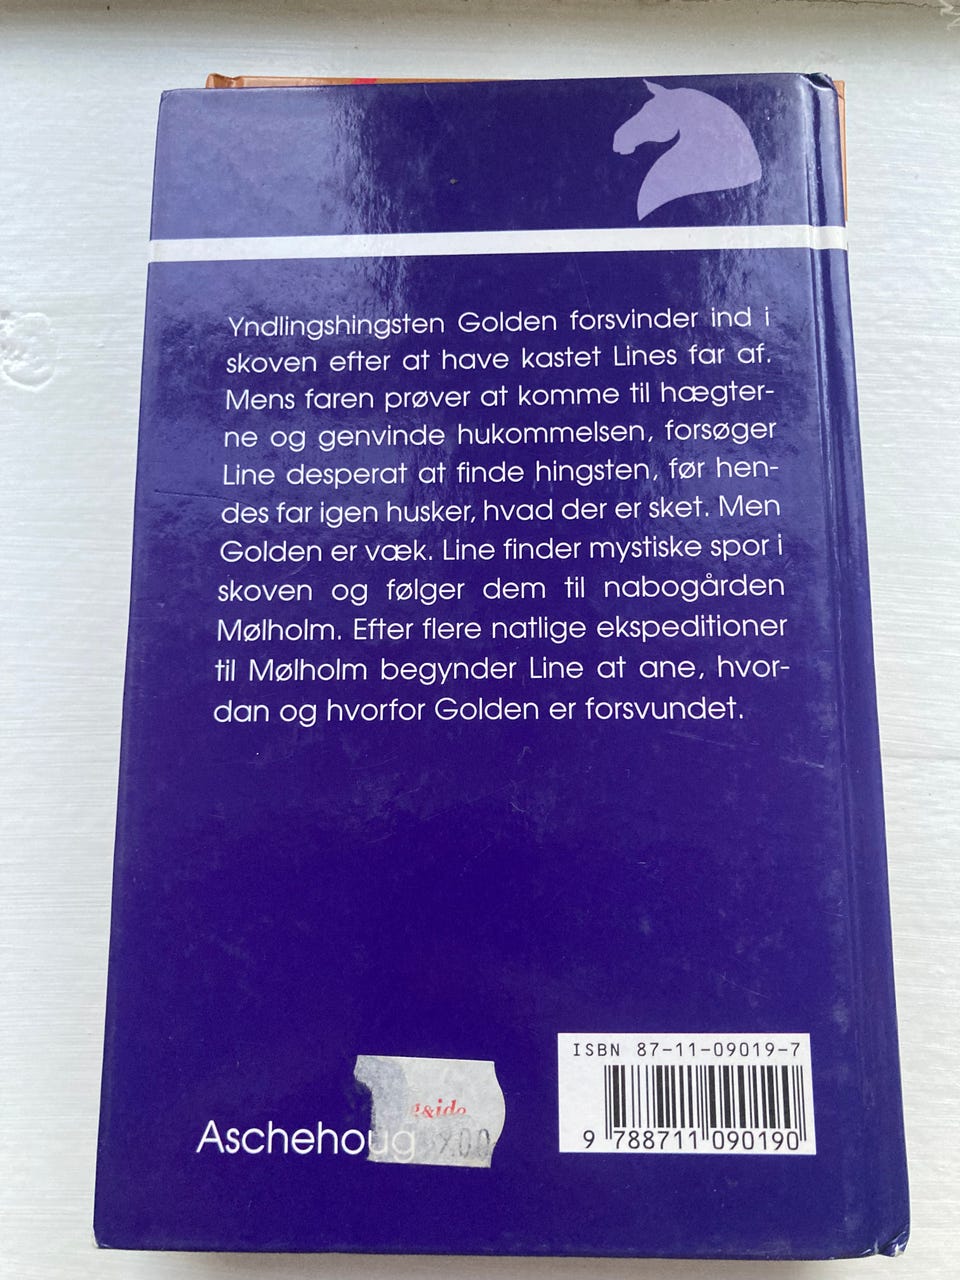 Yndlingshingsten Golden forsvinder ind i
skoven efter at have kastet Lines far af.
Mens faren prøver at komme til hægter-
ne og genvinde hukommelsen, forsøger
Line desperat at finde hingsten, før hen-
des far igen husker, hvad der er sket. Men
Golden er væk. Line finder mystiske spor i
skoven og følger dem til nabogården
Mølholm. Efter flere natlige ekspeditioner
til Mølholm begynder Line at ane, hvor-
dan og hvorfor Golden er forsvundet.
ISBN 87-11-09019-7
9 788711 090190
Aschehoug